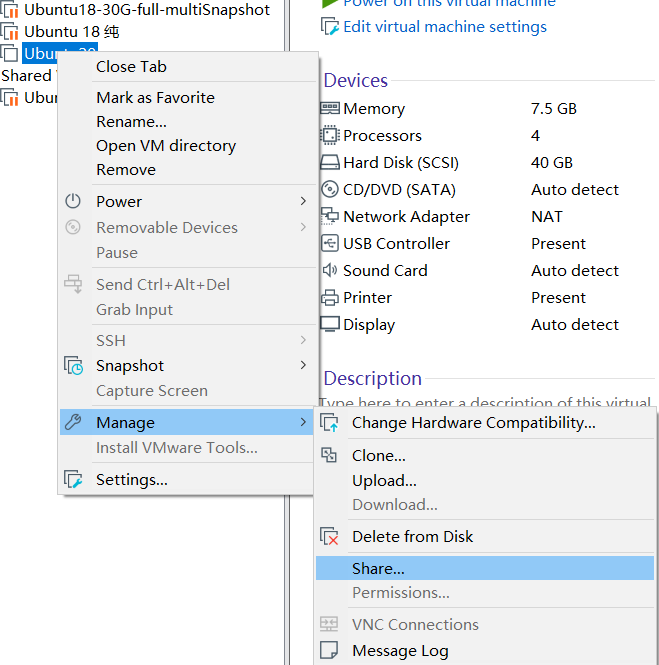 Ubuntu18-30G-full-multiSnapshot
Ubuntu 18 纯
Ubuntu 20
Shared
Ubun
Close Tab
Mark as Favorite
Rename...
Open VM directory
Remove
Power
Removable Devices
Pause
Send Ctrl+Alt+Del
Grab Input
SSH
Snapshot
Capture Screen
Manage
Install VMware Tools...
Settings...
Power on this virtual machine
Edit virtual machine settings
Devices
Memory 7.5 GB
Processors 4
Hard Disk (SCSI) 40 GB
CD/DVD (SATA) Auto detect
Network Adapter NAT
USB Controller Present
Sound Card Auto detect
Printer Present
Display Auto detect
Description
Type here to enter a description of this virtual
Change Hardware Compatibility...
Clone...
Upload...
Download...
Delete from Disk
Share...
Permissions...
VNC Connections
Message Log